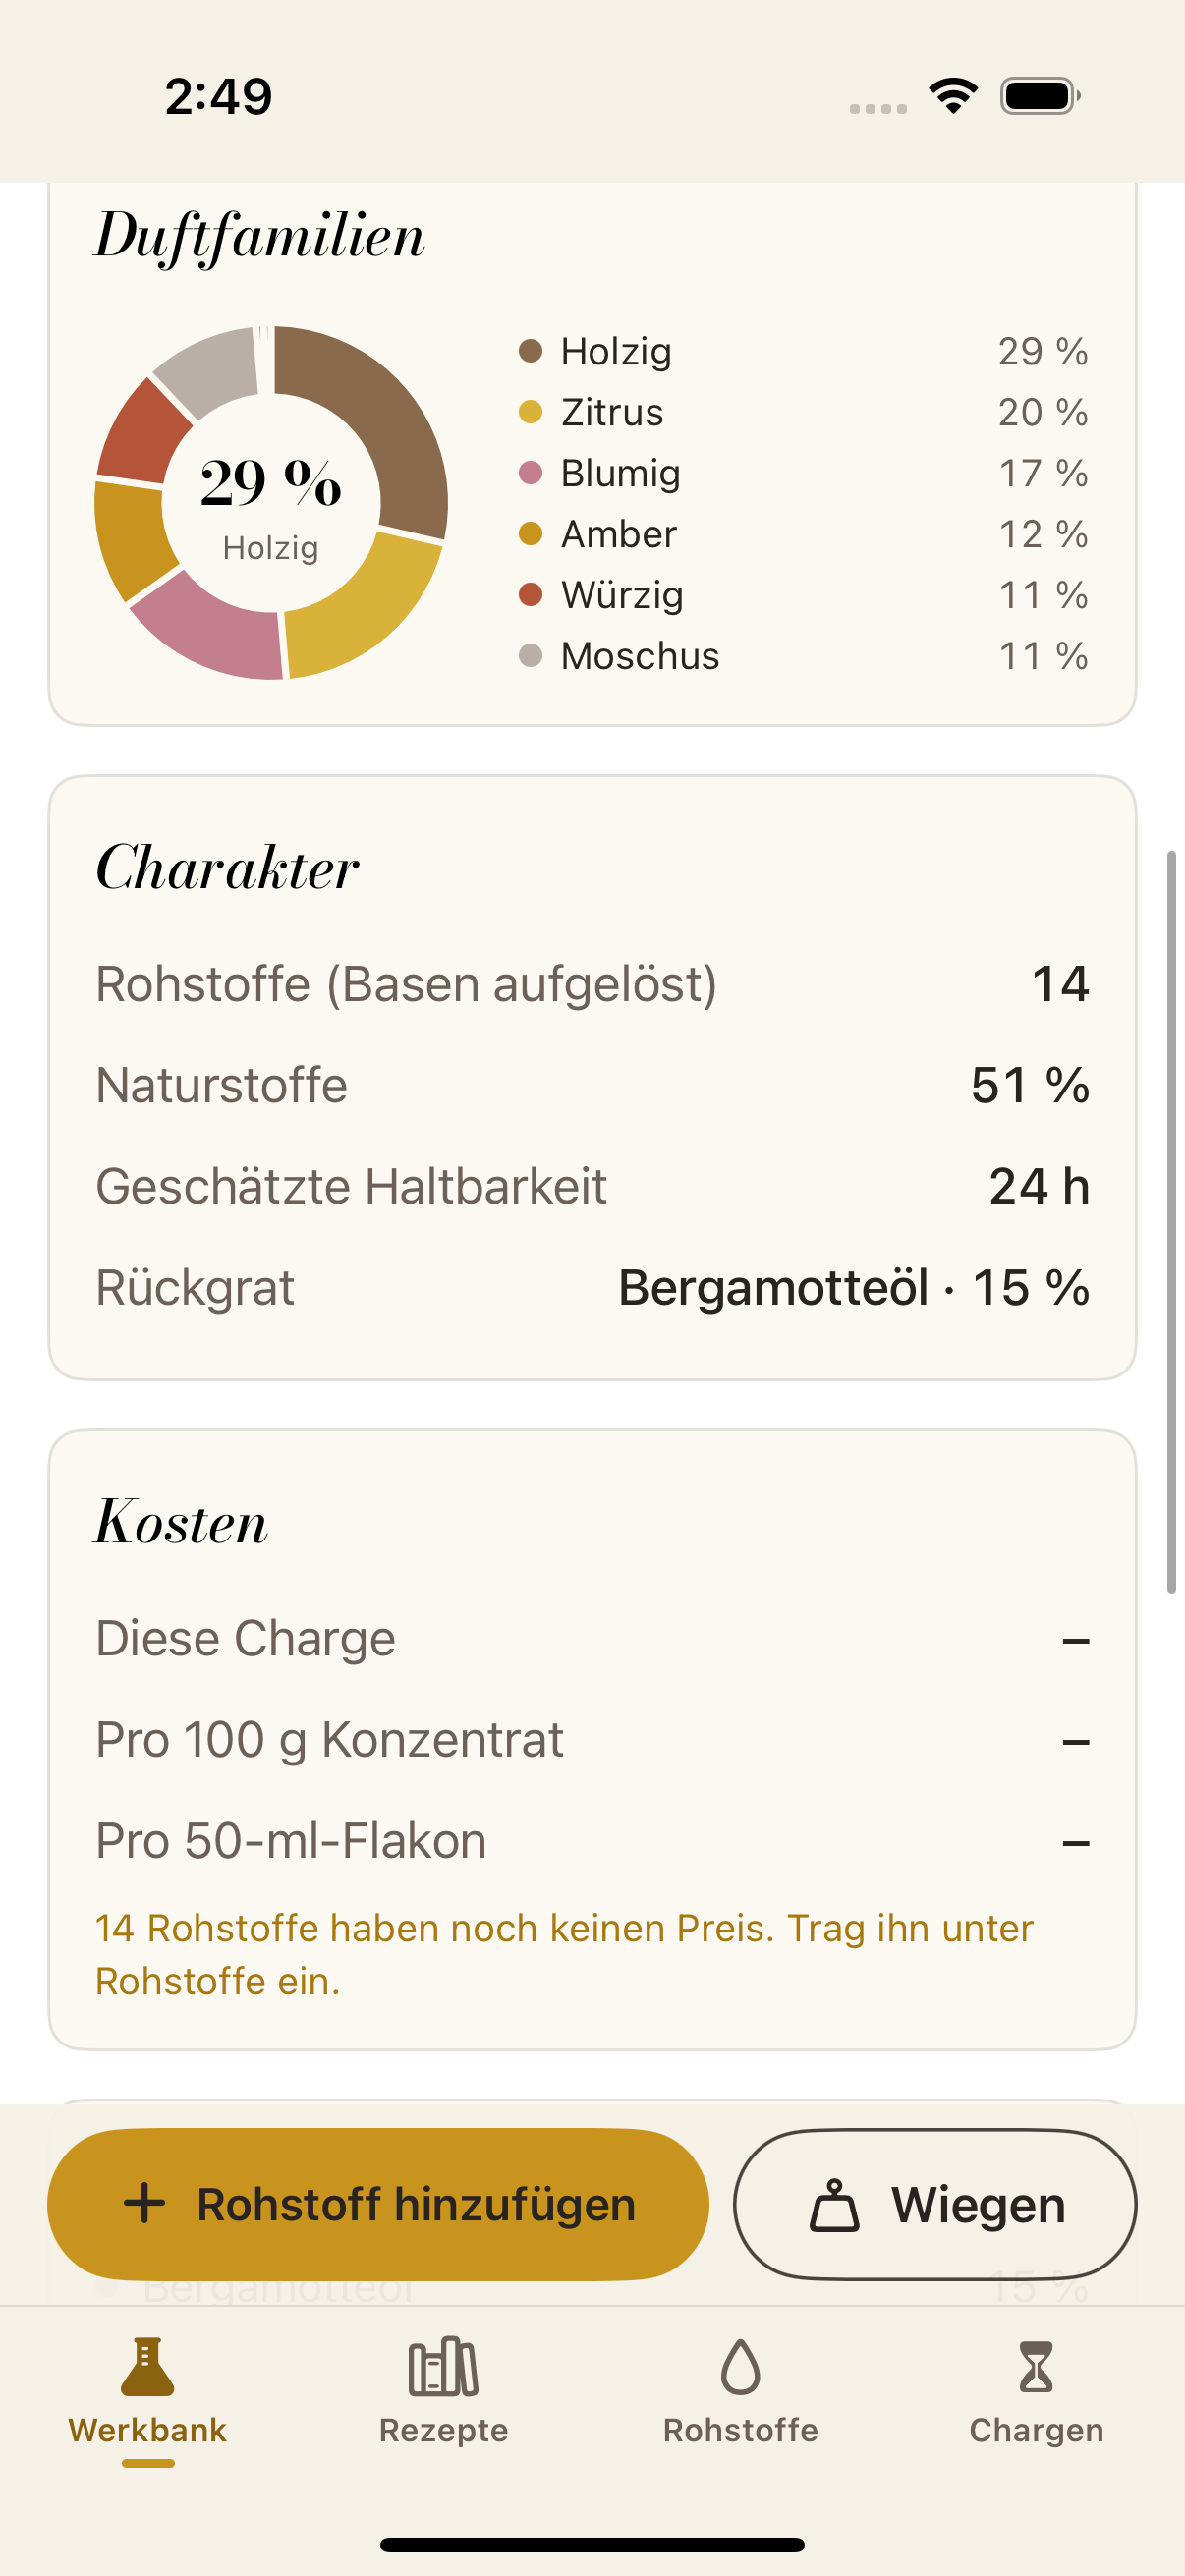 2:49
Duftfamilien
29 %
Holzig
Holzig 29 %
Zitrus 20 %
Blumig 17 %
Amber 12 %
Würzig 11 %
Moschus 11 %
Charakter
Rohstoffe (Basen aufgelöst) 14
Naturstoffe 51 %
Geschätzte Haltbarkeit 24 h
Rückgrat Bergamotteöl · 15 %
Kosten
Diese Charge –
Pro 100 g Konzentrat –
Pro 50-ml-Flakon –
14 Rohstoffe haben noch keinen Preis. Trag ihn unter
Rohstoffe ein.
+ Rohstoff hinzufügen Wiegen
Bergamotteöl 15 %
Werkbank Rezepte Rohstoffe Chargen